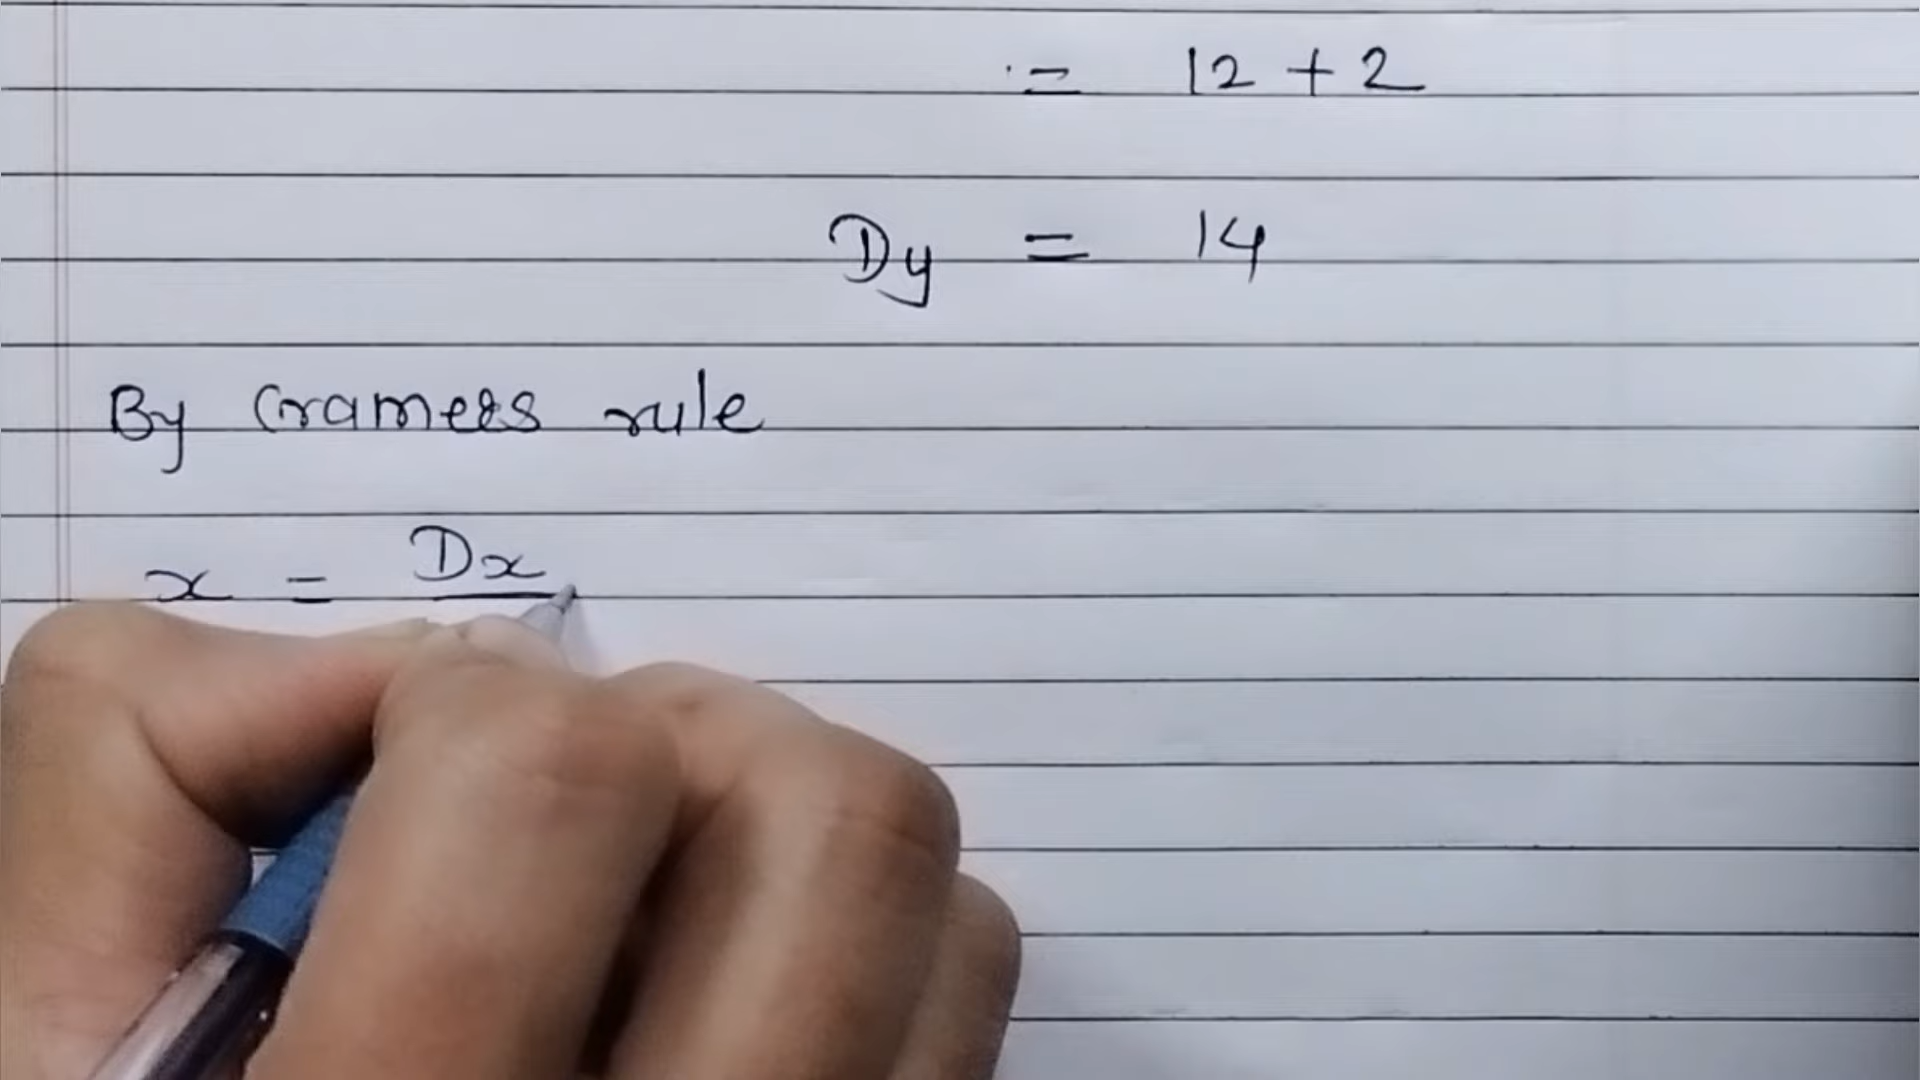 = 12 + 2
Dy = 14
By Cramers rule
x = Dx